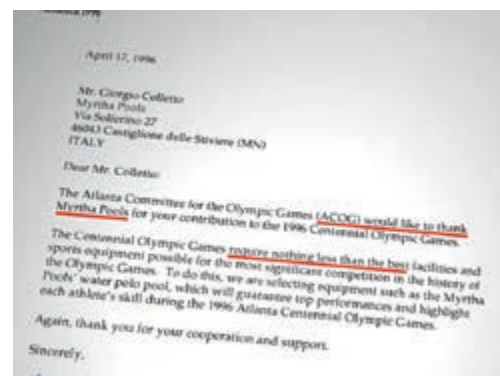 Atlanta 1996
April 17, 1996
Mr. Giorgio Colletto
Myrtha Pools
Via Solferino 27
46043 Castiglione delle Stiviere (MN)
ITALY
Dear Mr. Colletto:
The Atlanta Committee for the Olympic Games (ACOG) would like to thank
Myrtha Pools for your contribution to the 1996 Centennial Olympic Games.
The Centennial Olympic Games require nothing less than the best facilities and
sports equipment possible for the most significant competition in the history of
the Olympic Games. To do this, we are selecting equipment such as the Myrtha
Pools' water polo pool, which will guarantee top performances and highlight
each athlete's skill during the 1996 Atlanta Centennial Olympic Games.
Again, thank you for your cooperation and support.
Sincerely,